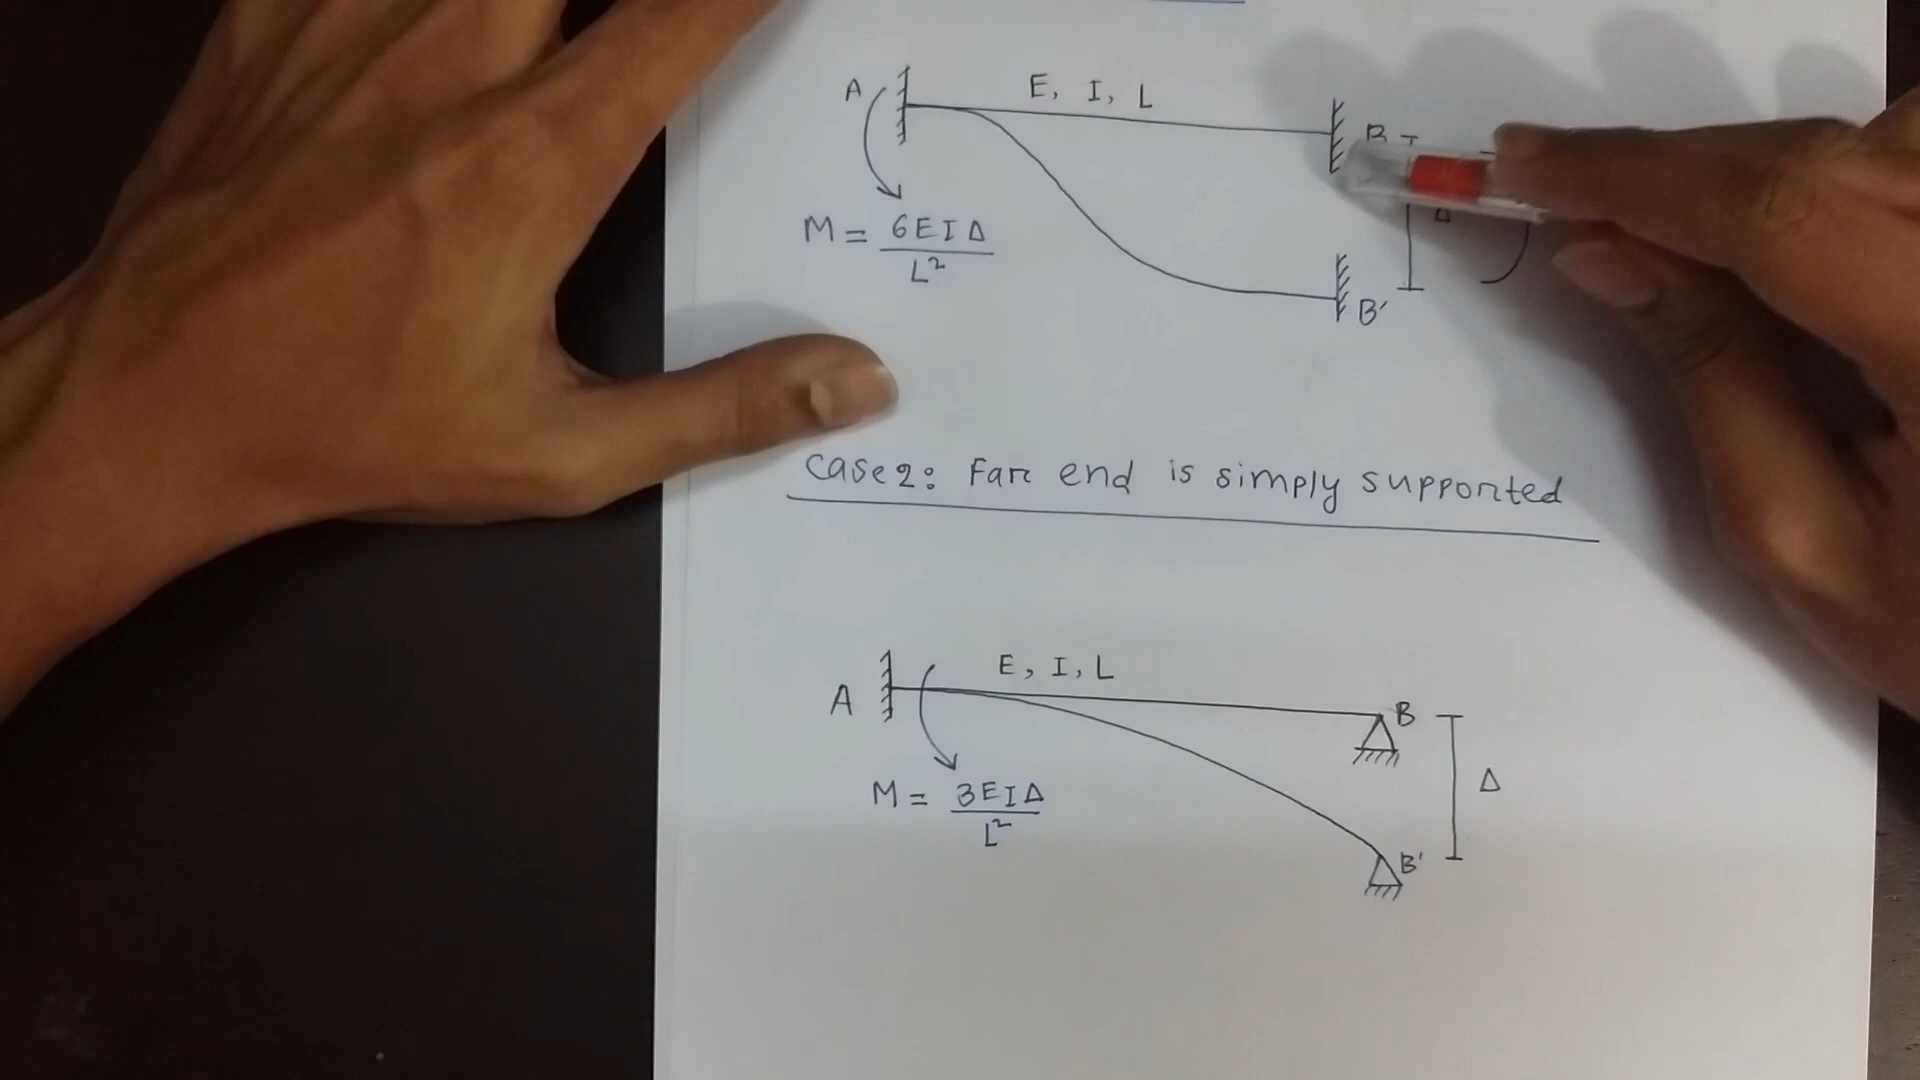 A
E, I, L
B
Δ
M = 6EIΔ / L²
B'
Case 2: Far end is simply supported
E, I, L
A
B
Δ
M = 3EIΔ / L²
B'